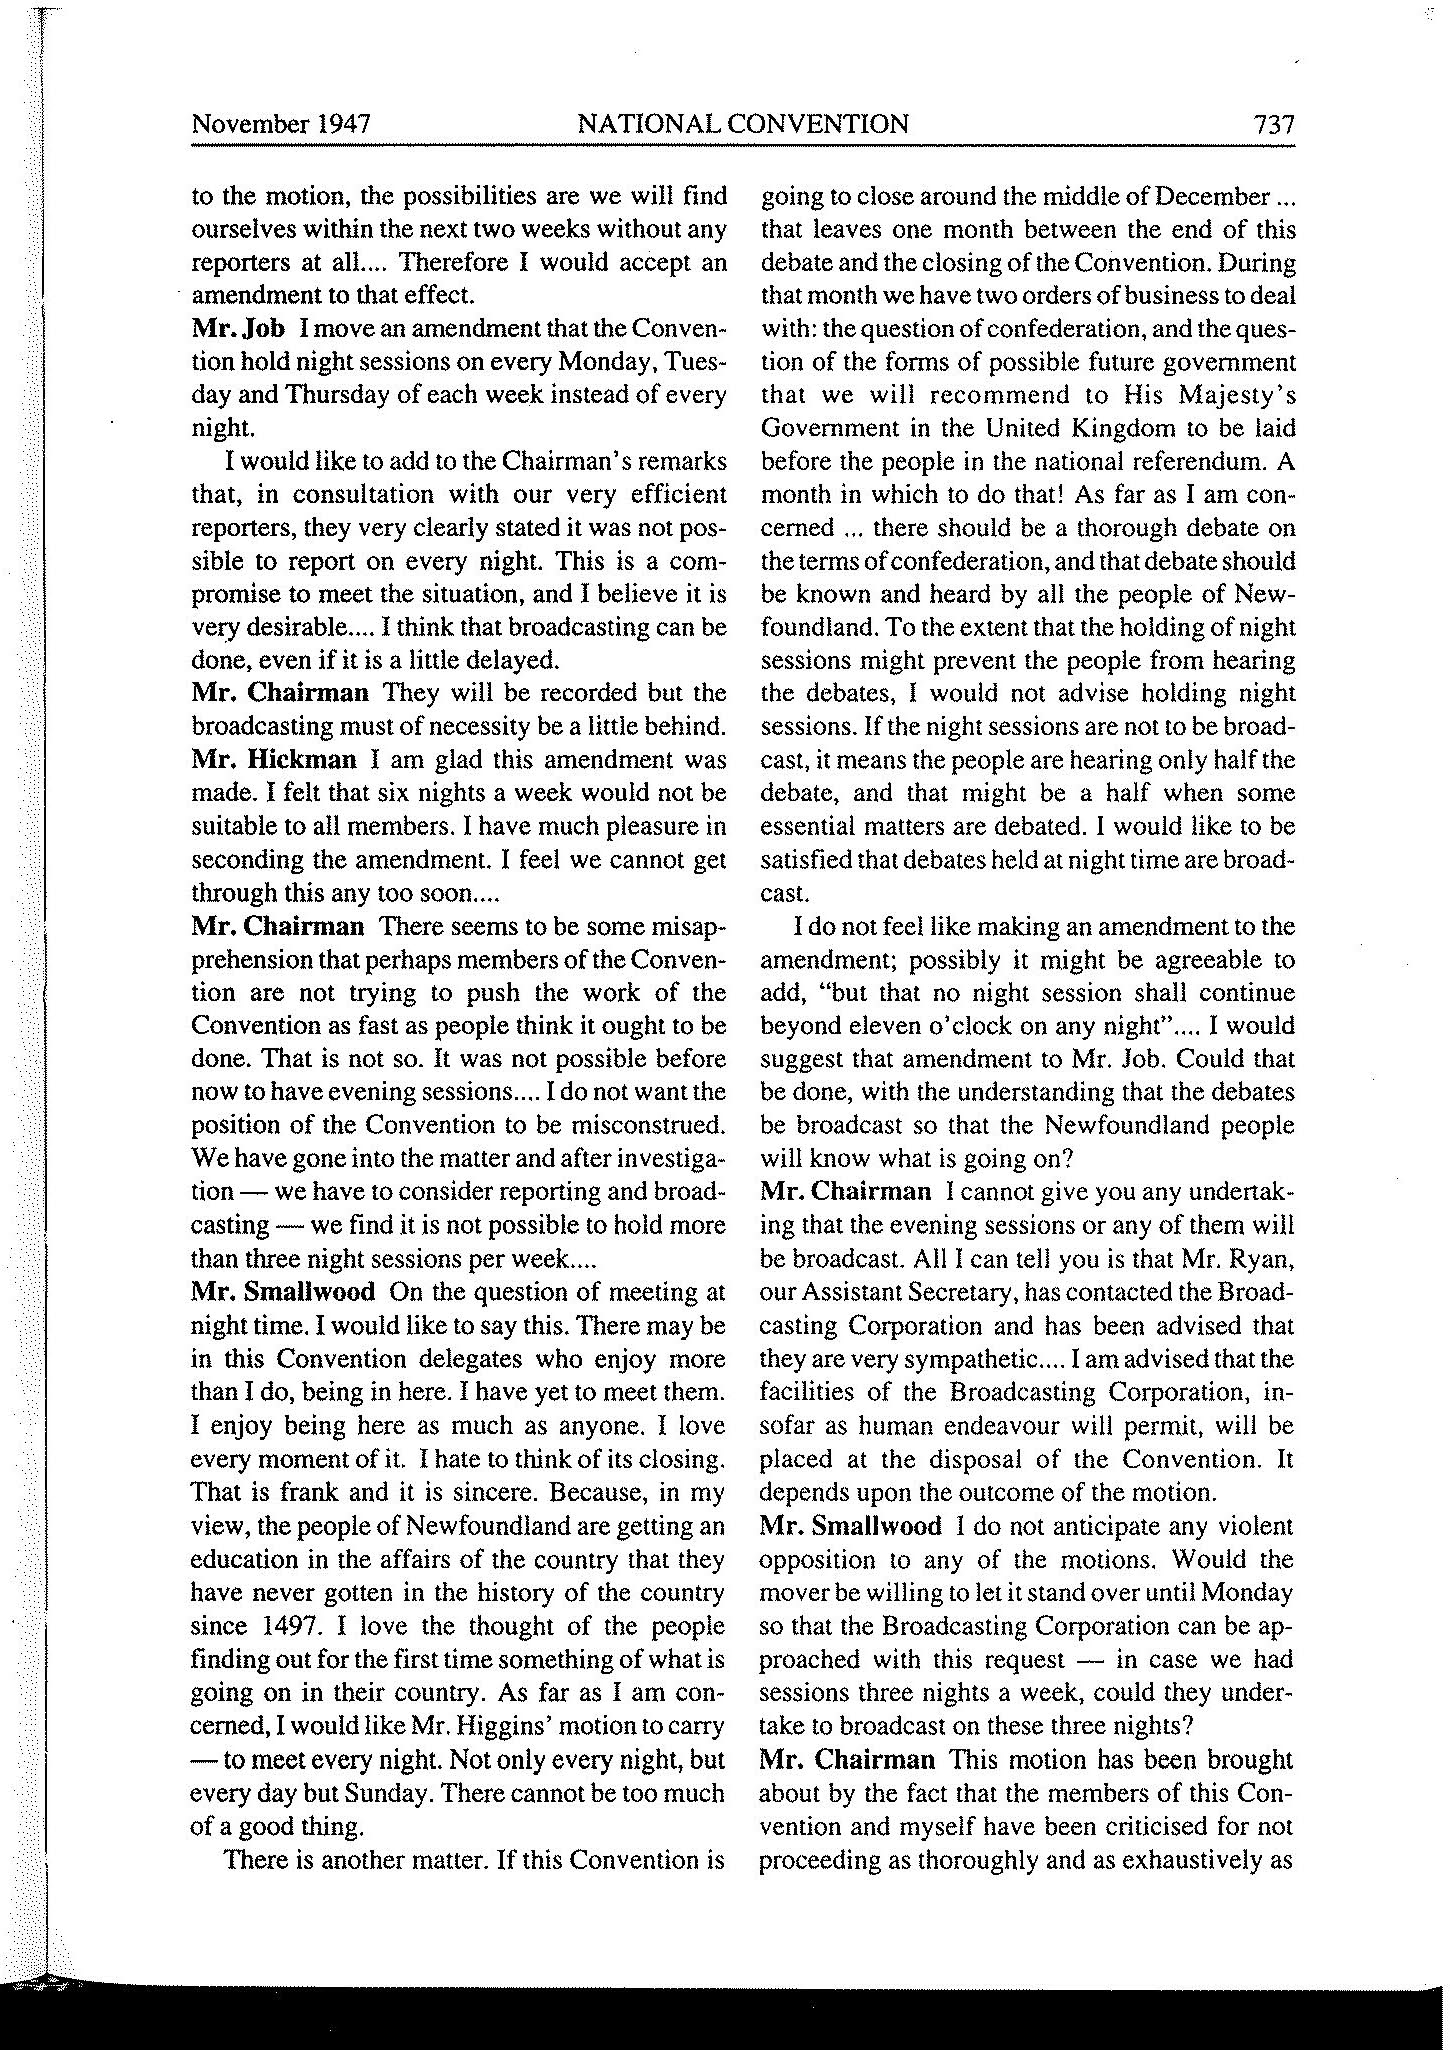 November 1947 NATIONAL CONVENTION 737
to the motion, the possibilities are we will find
ourselves within the next two weeks without any
reporters at all.... Therefore I would accept an
amendment to that effect.
Mr. Job I move an amendment that the Conven-
tion hold night sessions on every Monday, Tues-
day and Thursday of each week instead of every
night.
I would like to add to the Chairman's remarks
that, in consultation with our very efficient
reporters, they very clearly stated it was not pos-
sible to report on every night. This is a com-
promise to meet the situation, and I believe it is
very desirable.... I think that broadcasting can be
done, even if it is a little delayed.
Mr. Chairman They will be recorded but the
broadcasting must of necessity be a little behind.
Mr. Hickman I am glad this amendment was
made. I felt that six nights a week would not be
suitable to all members. I have much pleasure in
seconding the amendment. I feel we cannot get
through this any too soon....
Mr. Chairman There seems to be some misap-
prehension that perhaps members of the Conven-
tion are not trying to push the work of the
Convention as fast as people think it ought to be
done. That is not so. It was not possible before
now to have evening sessions.... I do not want the
position of the Convention to be misconstrued.
We have gone into the matter and after investiga-
tion — we have to consider reporting and broad-
casting — we find it is not possible to hold more
than three night sessions per week....
Mr. Smallwood On the question of meeting at
night time. I would like to say this. There may be
in this Convention delegates who enjoy more
than I do, being in here. I have yet to meet them.
I enjoy being here as much as anyone. I love
every moment of it. I hate to think of its closing.
That is frank and it is sincere. Because, in my
view, the people of Newfoundland are getting an
education in the affairs of the country that they
have never gotten in the history of the country
since 1497. I love the thought of the people
finding out for the first time something of what is
going on in their country. As far as I am con-
cerned, I would like Mr. Higgins' motion to carry
— to meet every night. Not only every night, but
every day but Sunday. There cannot be too much
of a good thing.
There is another matter. If this Convention is
going to close around the middle of December ...
that leaves one month between the end of this
debate and the closing of the Convention. During
that month we have two orders of business to deal
with: the question of confederation, and the ques-
tion of the forms of possible future government
that we will recommend to His Majesty's
Government in the United Kingdom to be laid
before the people in the national referendum. A
month in which to do that! As far as I am con-
cerned ... there should be a thorough debate on
the terms of confederation, and that debate should
be known and heard by all the people of New-
foundland. To the extent that the holding of night
sessions might prevent the people from hearing
the debates, I would not advise holding night
sessions. If the night sessions are not to be broad-
cast, it means the people are hearing only half the
debate, and that might be a half when some
essential matters are debated. I would like to be
satisfied that debates held at night time are broad-
cast.
I do not feel like making an amendment to the
amendment; possibly it might be agreeable to
add, "but that no night session shall continue
beyond eleven o'clock on any night".... I would
suggest that amendment to Mr. Job. Could that
be done, with the understanding that the debates
be broadcast so that the Newfoundland people
will know what is going on?
Mr. Chairman I cannot give you any undertak-
ing that the evening sessions or any of them will
be broadcast. All I can tell you is that Mr. Ryan,
our Assistant Secretary, has contacted the Broad-
casting Corporation and has been advised that
they are very sympathetic.... I am advised that the
facilities of the Broadcasting Corporation, in-
sofar as human endeavour will permit, will be
placed at the disposal of the Convention. It
depends upon the outcome of the motion.
Mr. Smallwood I do not anticipate any violent
opposition to any of the motions. Would the
mover be willing to let it stand over until Monday
so that the Broadcasting Corporation can be ap-
proached with this request — in case we had
sessions three nights a week, could they under-
take to broadcast on these three nights?
Mr. Chairman This motion has been brought
about by the fact that the members of this Con-
vention and myself have been criticised for not
proceeding as thoroughly and as exhaustively as